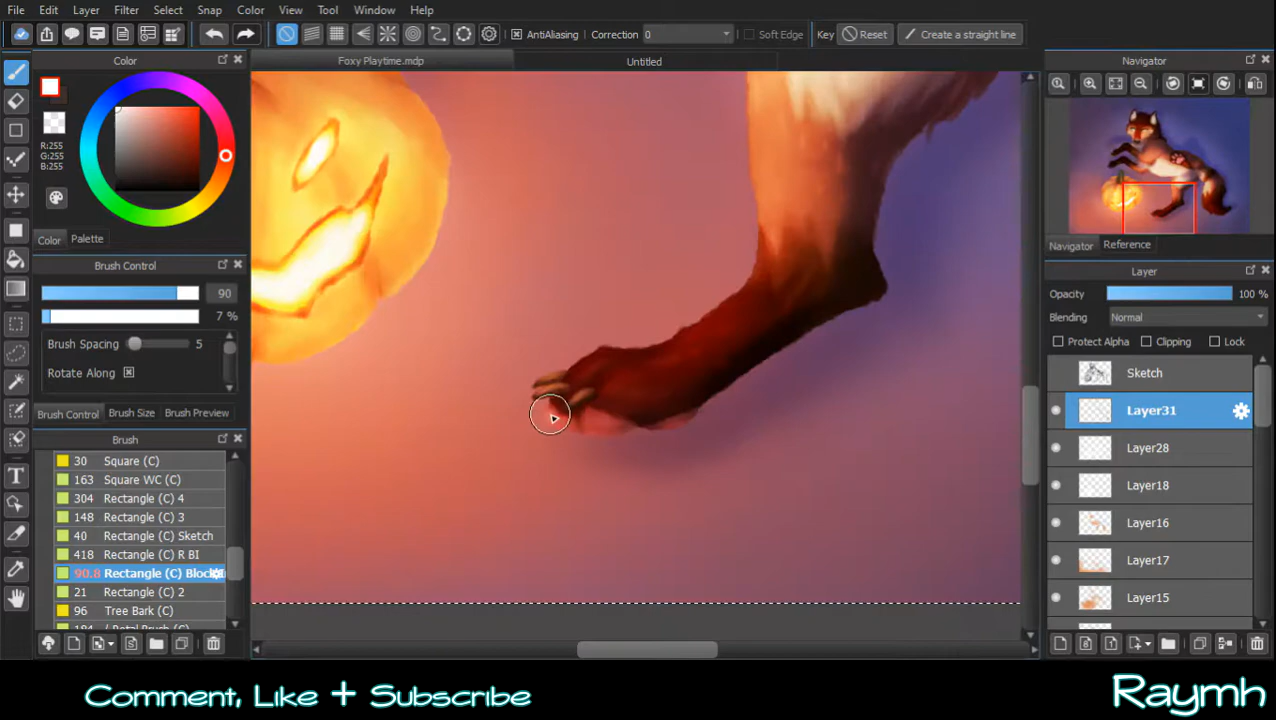 File Edit Layer Filter Select Snap Color View Tool Window Help
AntiAliasing Correction 0 Soft Edge Key Reset Create a straight line
Color
Foxy Playtime.mdp
Untitled
Navigator
R:255
G:255
B:255
Color Palette
Brush Control
90
7 %
Brush Spacing 5
Rotate Along
Brush Control Brush Size Brush Preview
Brush
30 Square (C)
163 Square WC (C)
304 Rectangle (C) 4
148 Rectangle (C) 3
40 Rectangle (C) Sketch
418 Rectangle (C) R BI
90.8 Rectangle (C) Block
21 Rectangle (C) 2
96 Tree Bark (C)
184 / Petal Brush (C)
Navigator Reference
Layer
Opacity 100 %
Blending Normal
Protect Alpha Clipping Lock
Sketch
Layer31
Layer28
Layer18
Layer16
Layer17
Layer15
Comment, Like + Subscribe
Raymh